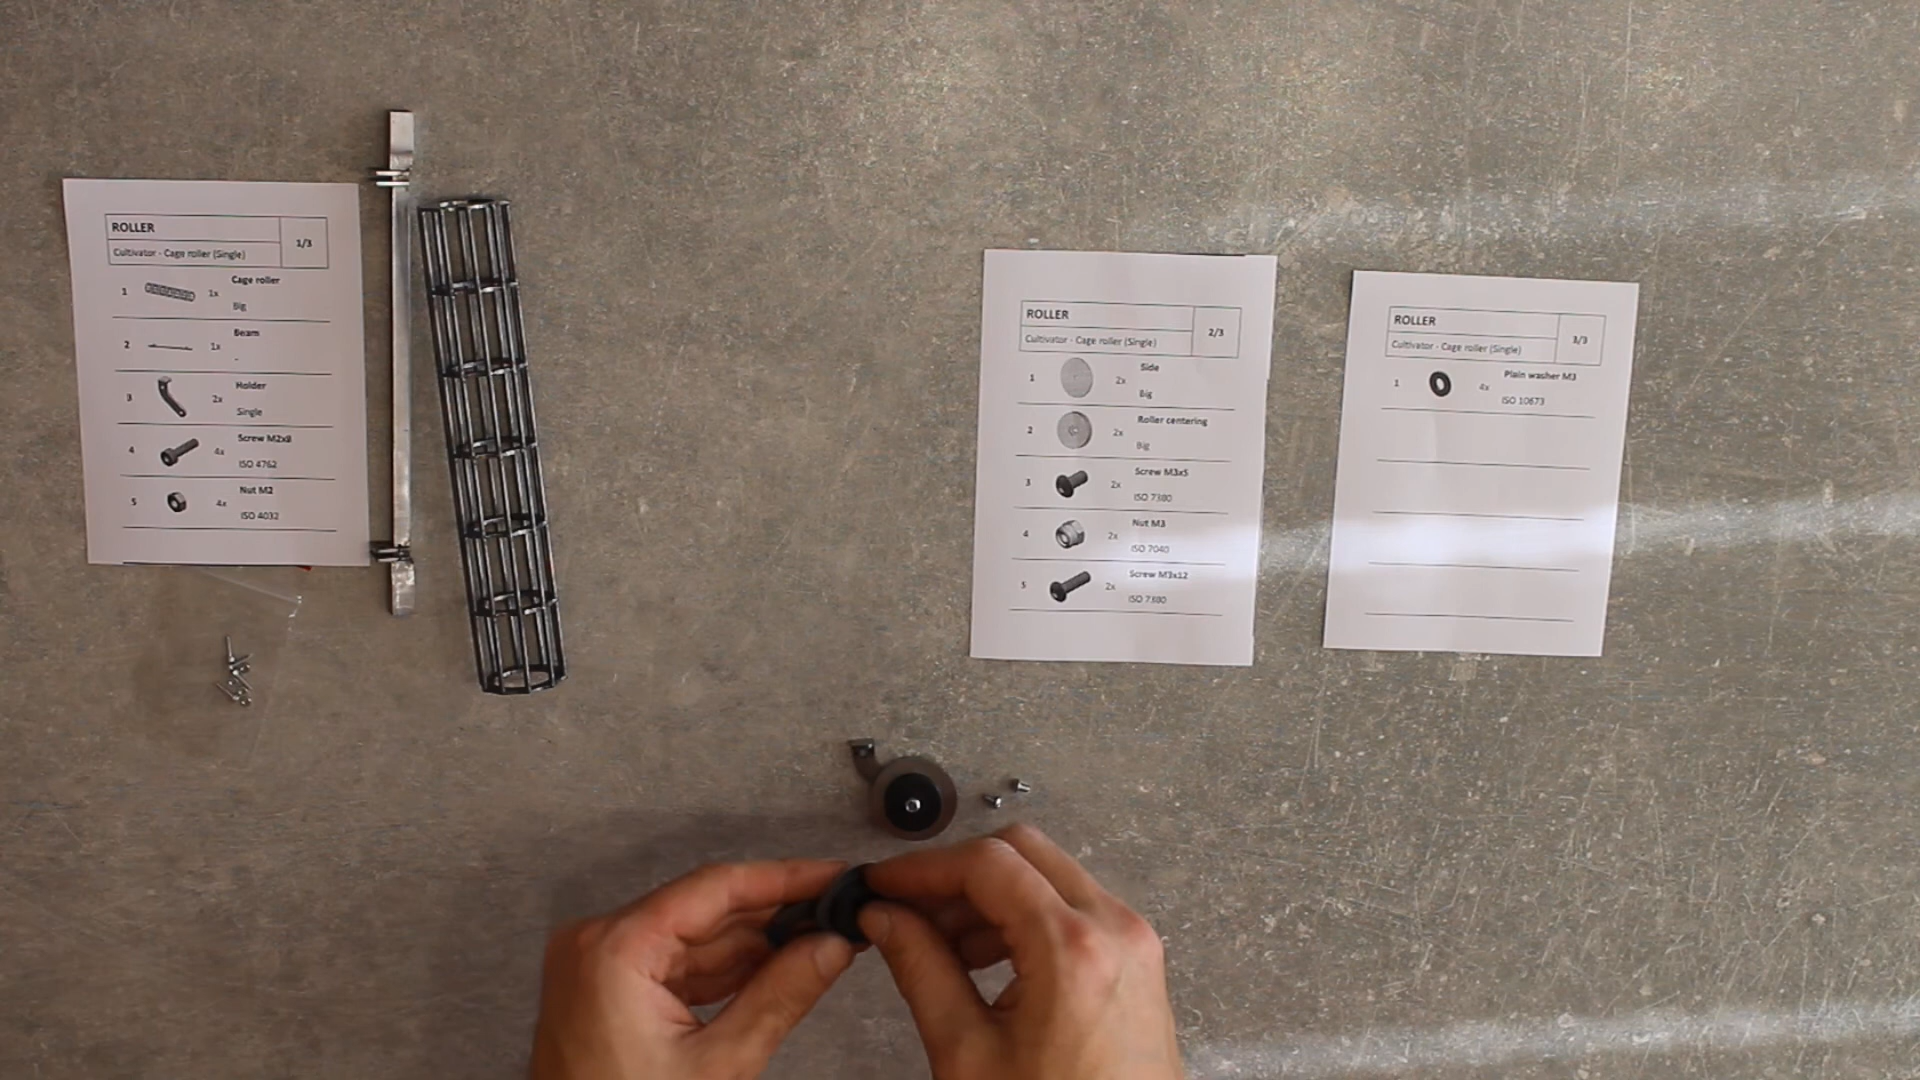 ROLLER
1/3
Cultivator - Cage roller (Single)
1 1x Cage roller
Big
2 1x Beam
-
3 2x Holder
Single
4 4x Screw M2x8
ISO 4762
5 4x Nut M2
ISO 4032
ROLLER
2/3
Cultivator - Cage roller (Single)
1 2x Side
Big
2 2x Roller centering
Big
3 2x Screw M3x5
ISO 7380
4 2x Nut M3
ISO 7040
5 2x Screw M3x12
ISO 7380
ROLLER
3/3
Cultivator - Cage roller (Single)
1 4x Plain washer M3
ISO 10673